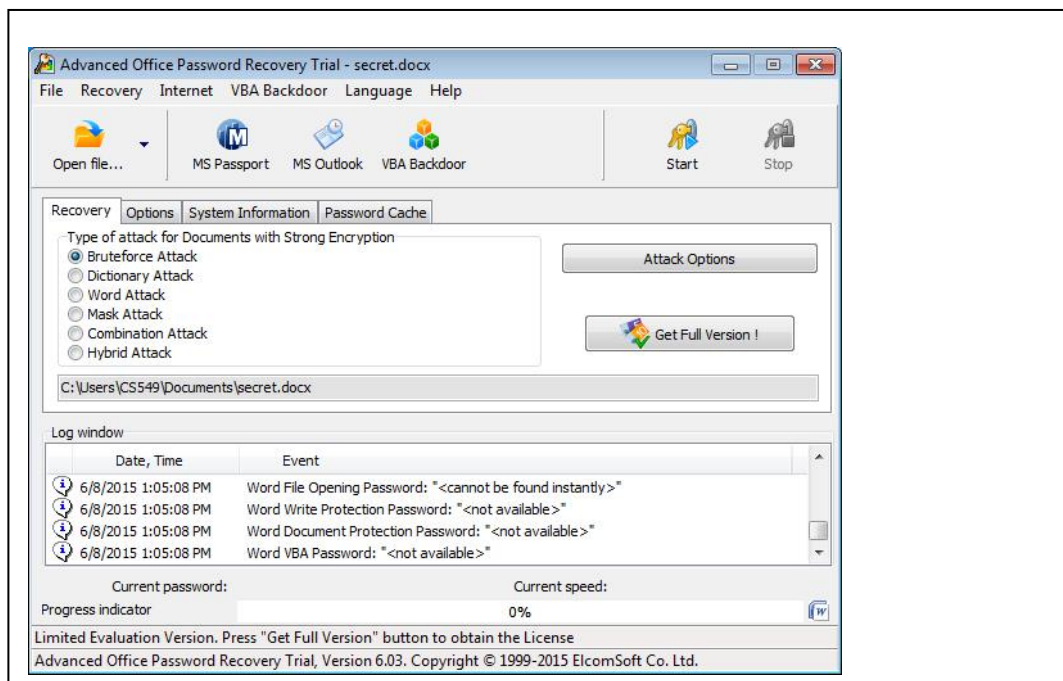 Advanced Office Password Recovery Trial - secret.docx
File Recovery Internet VBA Backdoor Language Help
Open file... MS Passport MS Outlook VBA Backdoor Start Stop
Recovery Options System Information Password Cache
Type of attack for Documents with Strong Encryption
Bruteforce Attack
Attack Options
Dictionary Attack
Word Attack
Mask Attack
Combination Attack
Get Full Version !
Hybrid Attack
C:\Users\CS549\Documents\secret.docx
Log window
Date, Time Event
6/8/2015 1:05:08 PM Word File Opening Password: "<cannot be found instantly>"
6/8/2015 1:05:08 PM Word Write Protection Password: "<not available>"
6/8/2015 1:05:08 PM Word Document Protection Password: "<not available>"
6/8/2015 1:05:08 PM Word VBA Password: "<not available>"
Current password: Current speed:
Progress indicator 0%
Limited Evaluation Version. Press "Get Full Version" button to obtain the License
Advanced Office Password Recovery Trial, Version 6.03. Copyright © 1999-2015 ElcomSoft Co. Ltd.